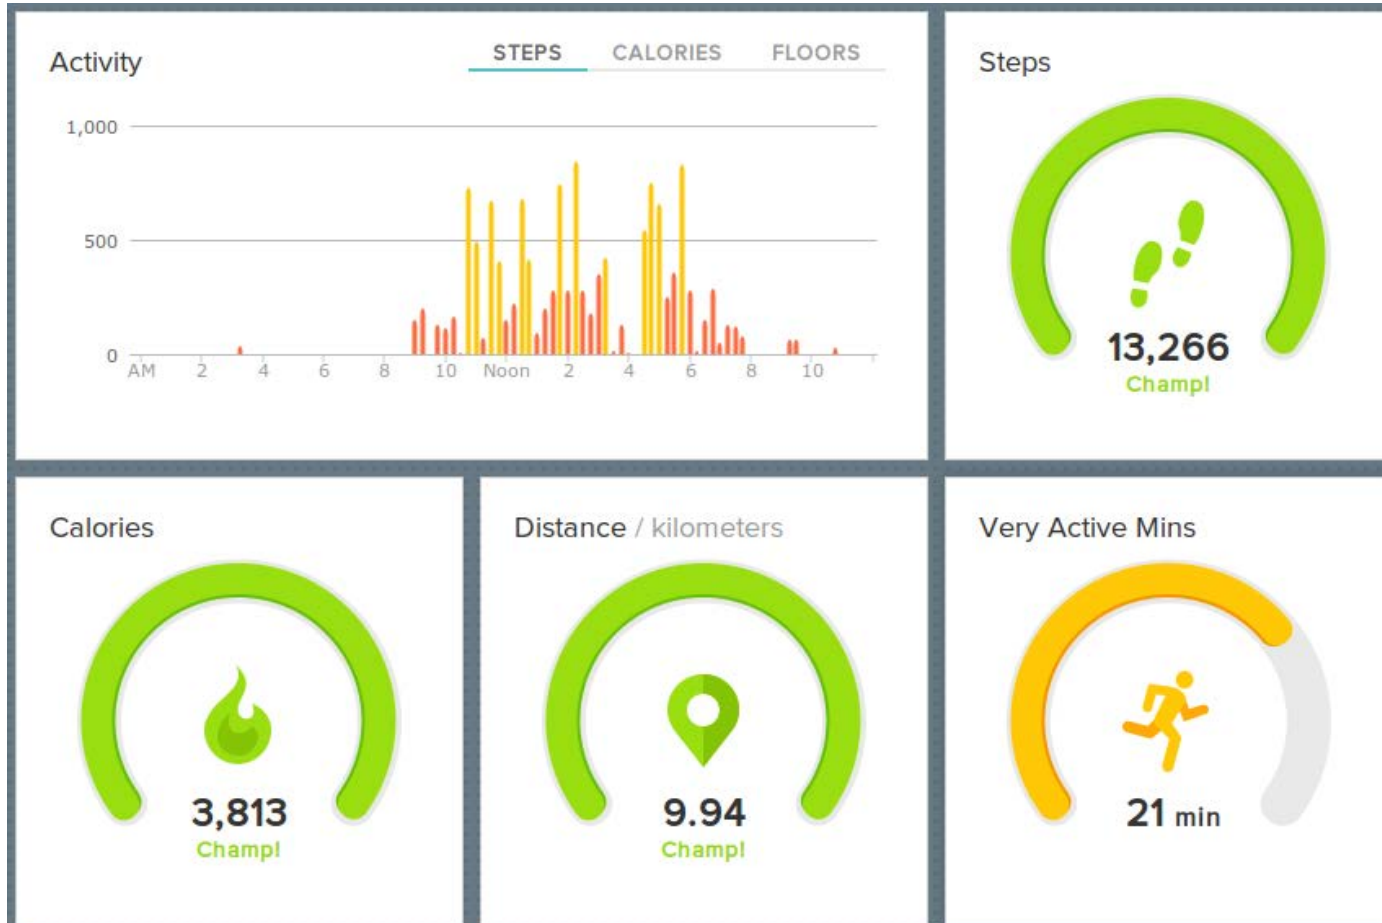 Activity
STEPS CALORIES FLOORS
1,000
500
0
AM 2 4 6 8 10 Noon 2 4 6 8 10
Steps
13,266
Champ!
Calories
3,813
Champ!
Distance / kilometers
9.94
Champ!
Very Active Mins
21 min